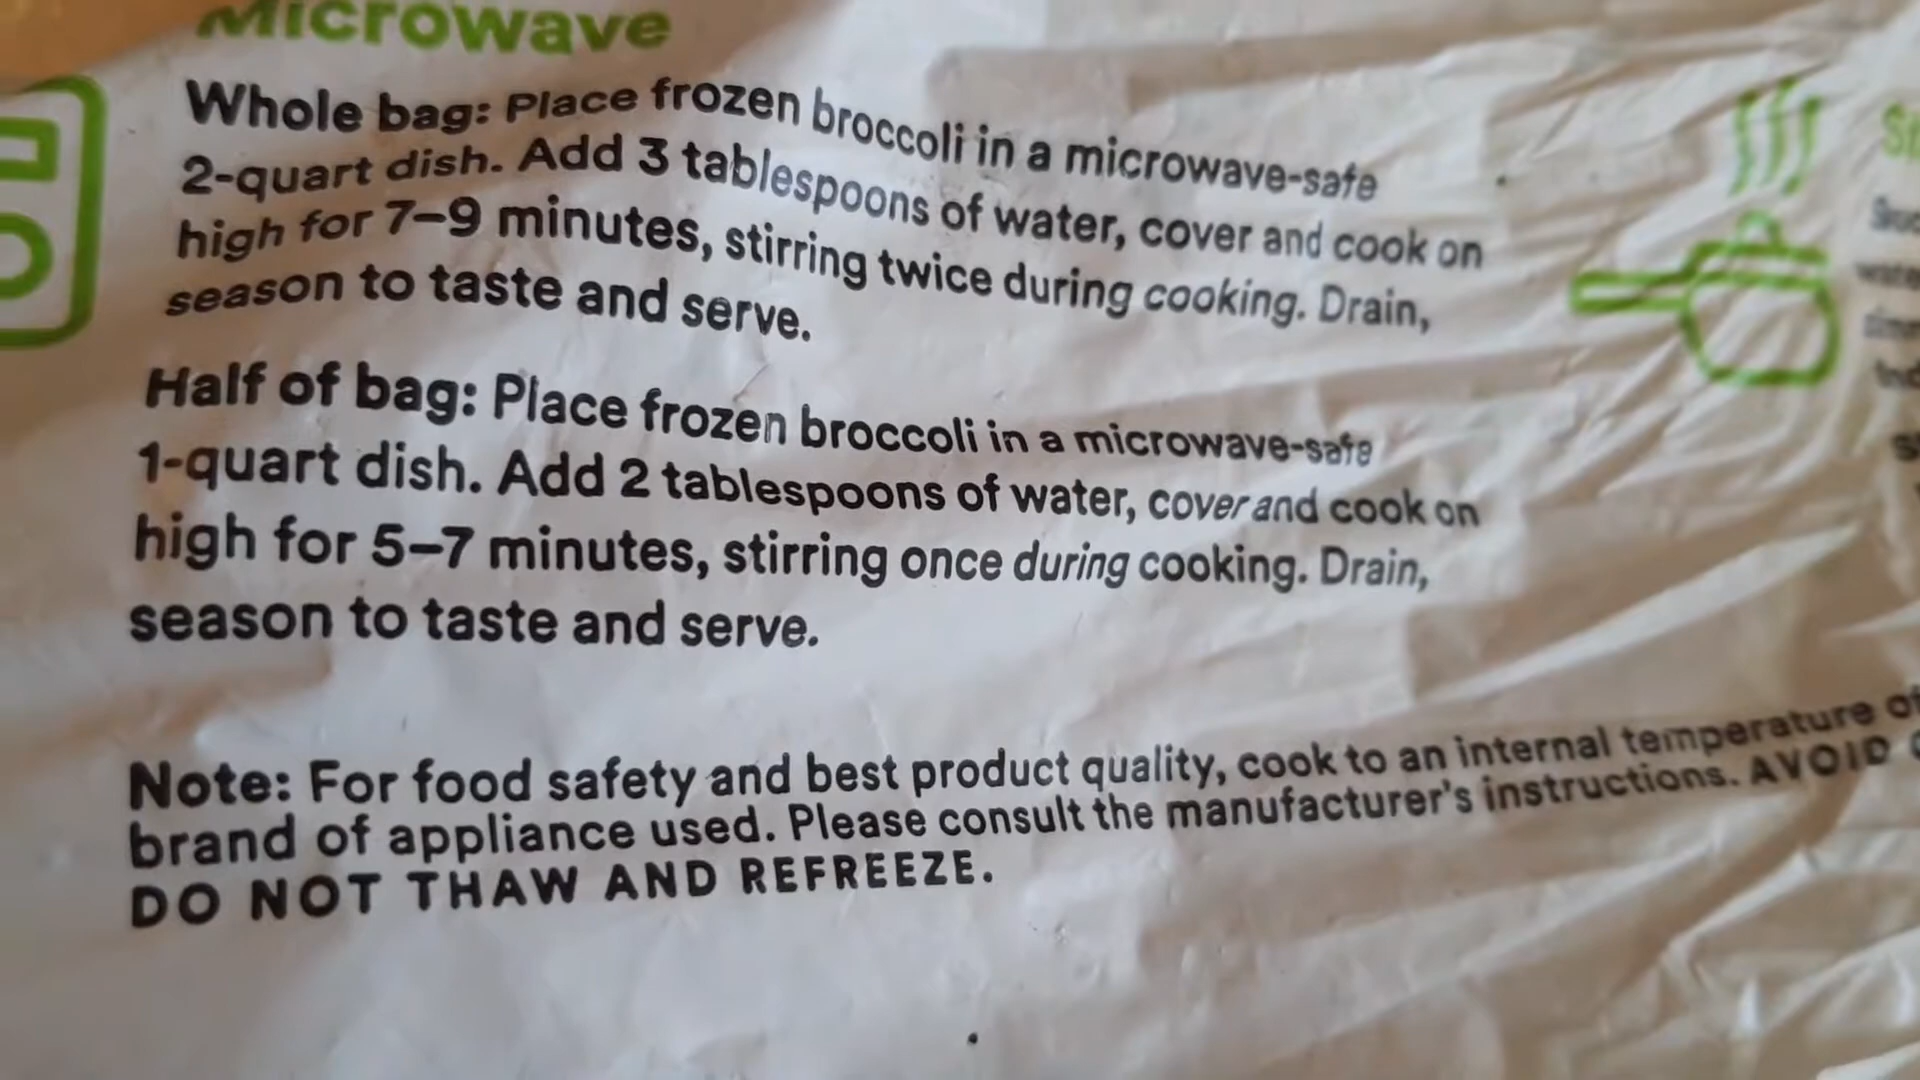 Microwave
Whole bag: Place frozen broccoli in a microwave-safe
2-quart dish. Add 3 tablespoons of water, cover and cook on
high for 7–9 minutes, stirring twice during cooking. Drain,
season to taste and serve.
Half of bag: Place frozen broccoli in a microwave-safe
1-quart dish. Add 2 tablespoons of water, cover and cook on
high for 5–7 minutes, stirring once during cooking. Drain,
season to taste and serve.
Note: For food safety and best product quality, cook to an internal temperature of
brand of appliance used. Please consult the manufacturer's instructions. AVOID
DO NOT THAW AND REFREEZE.